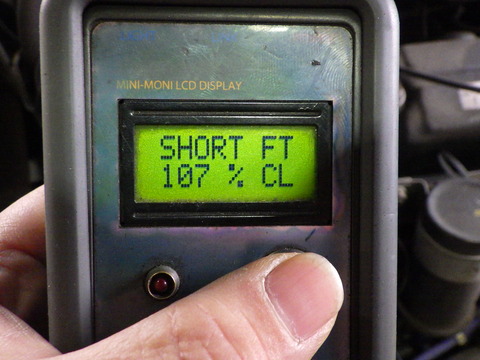 MINI-MONI LCD DISPLAY
SHORT FT
107 % CL